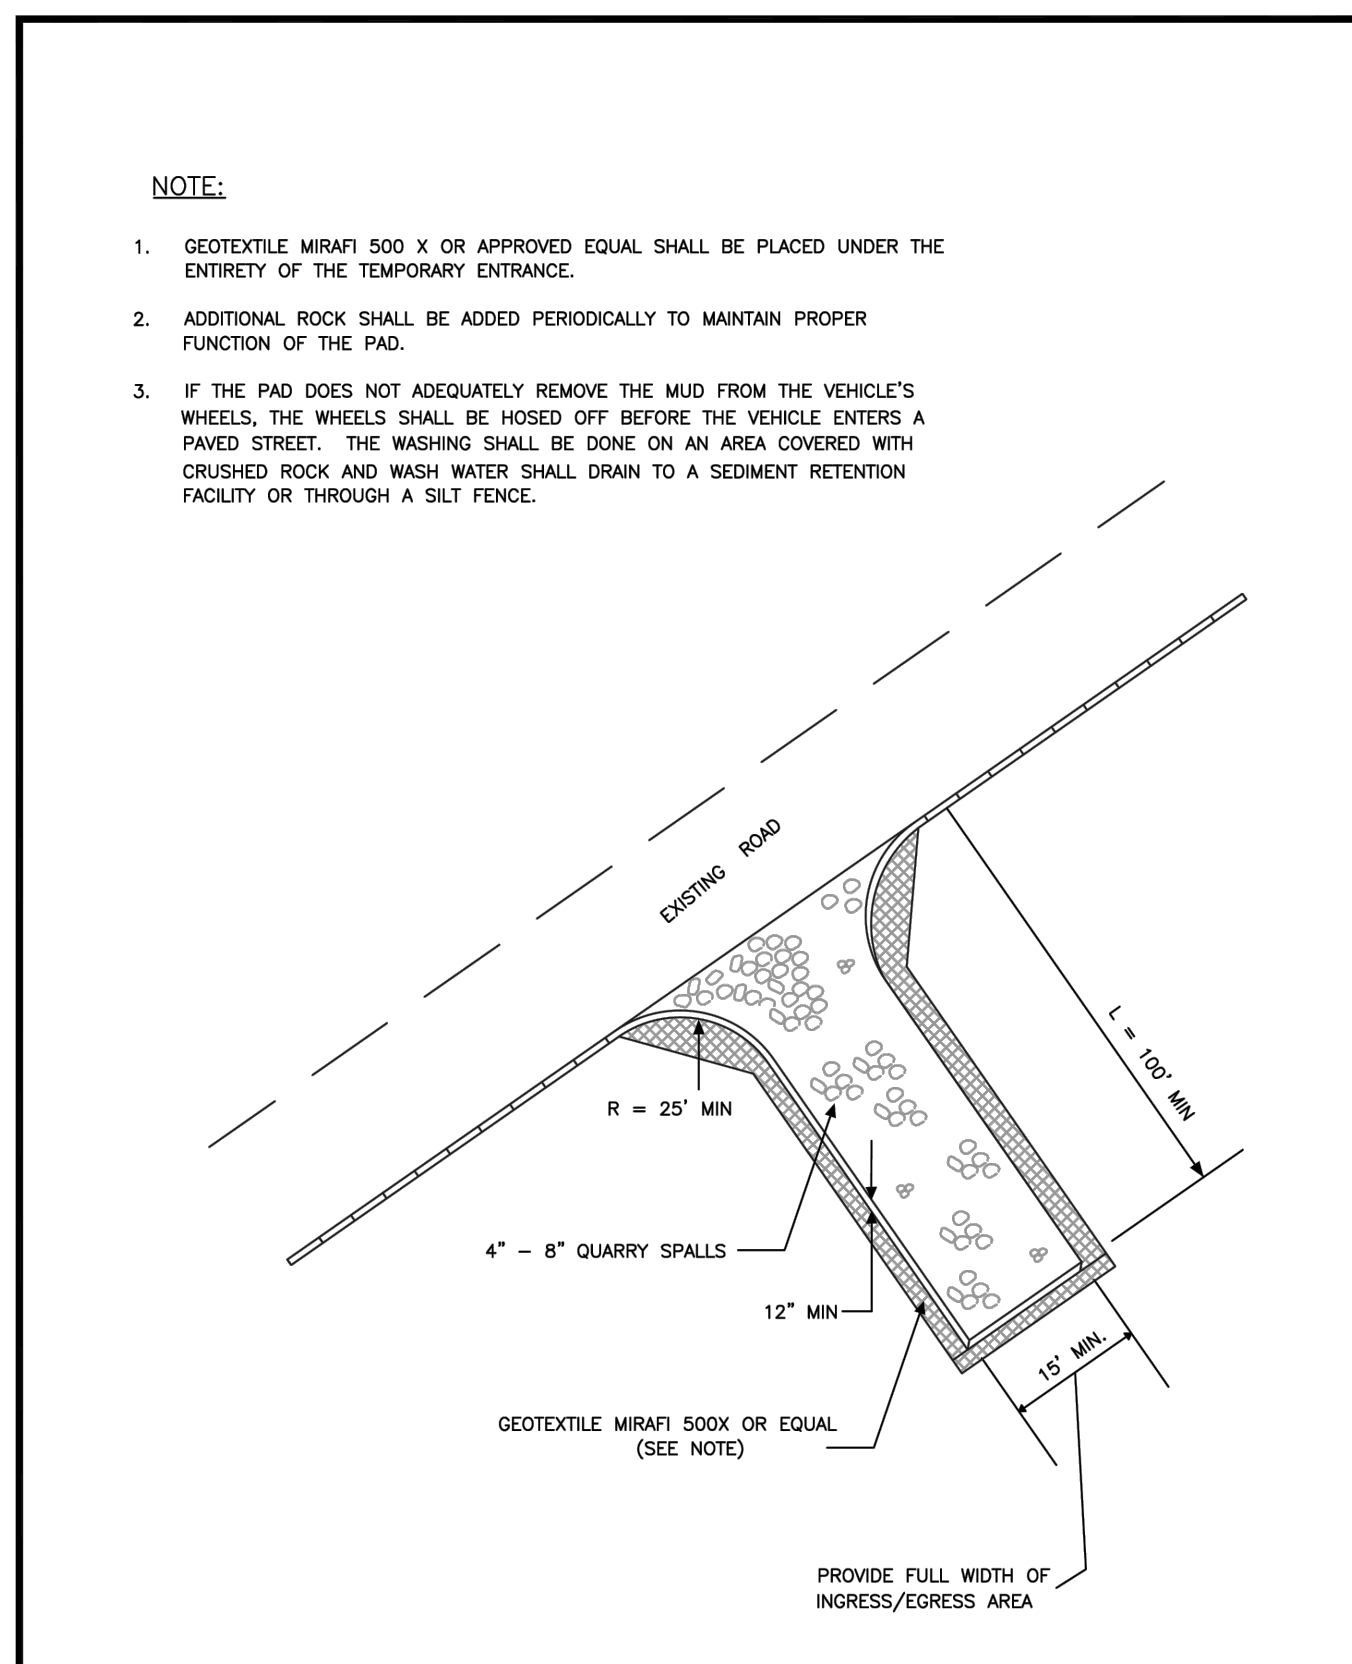 NOTE:
1. GEOTEXTILE MIRAFI 500 X OR APPROVED EQUAL SHALL BE PLACED UNDER THE
ENTIRETY OF THE TEMPORARY ENTRANCE.
2. ADDITIONAL ROCK SHALL BE ADDED PERIODICALLY TO MAINTAIN PROPER
FUNCTION OF THE PAD.
3. IF THE PAD DOES NOT ADEQUATELY REMOVE THE MUD FROM THE VEHICLE'S
WHEELS, THE WHEELS SHALL BE HOSED OFF BEFORE THE VEHICLE ENTERS A
PAVED STREET. THE WASHING SHALL BE DONE ON AN AREA COVERED WITH
CRUSHED ROCK AND WASH WATER SHALL DRAIN TO A SEDIMENT RETENTION
FACILITY OR THROUGH A SILT FENCE.
EXISTING ROAD
L = 100' MIN
R = 25' MIN
4" – 8" QUARRY SPALLS
12" MIN
15' MIN.
GEOTEXTILE MIRAFI 500X OR EQUAL
(SEE NOTE)
PROVIDE FULL WIDTH OF
INGRESS/EGRESS AREA